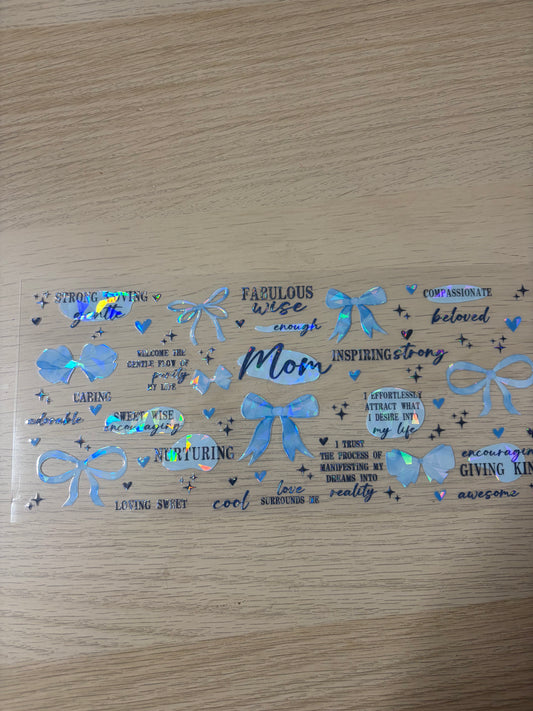 STRONG LOVING
gentle
FABULOUS
wise
enough
COMPASSIONATE
beloved
WELCOME THE
GENTLE FLOW OF
IN MY LOVE
Mom
INSPIRING strong
CARING
adorable
SWEET WISE
encouraging
I EFFORTLESSLY
ATTRACT WHAT
I DESIRE INTO
my life
NURTURING
I TRUST
THE PROCESS OF
MANIFESTING MY
DREAMS INTO
reality
encouraging
GIVING KIN
LOVING SWEET
cool
love
SURROUNDS ME
awesome